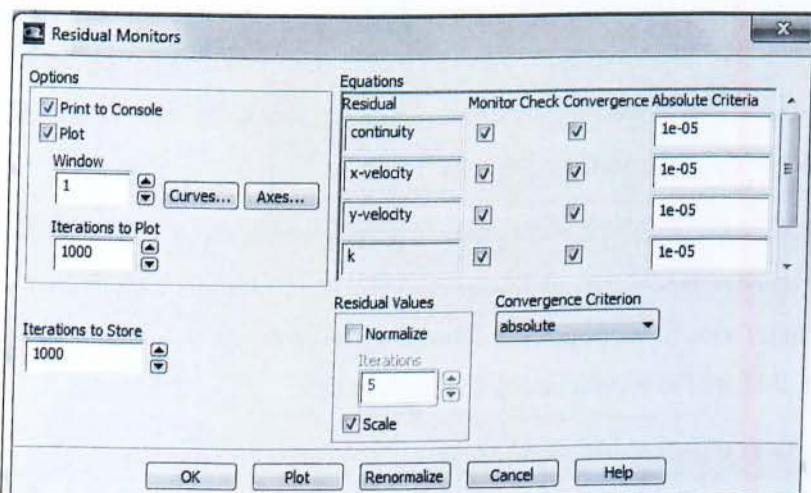 Residual Monitors
Options
Print to Console
Plot
Window
1
Curves...
Axes...
Iterations to Plot
1000
Iterations to Store
1000
Equations
Residual Monitor Check Convergence Absolute Criteria
continuity 1e-05
x-velocity 1e-05
y-velocity 1e-05
k 1e-05
Residual Values
Normalize
Iterations
5
Scale
Convergence Criterion
absolute
OK Plot Renormalize Cancel Help